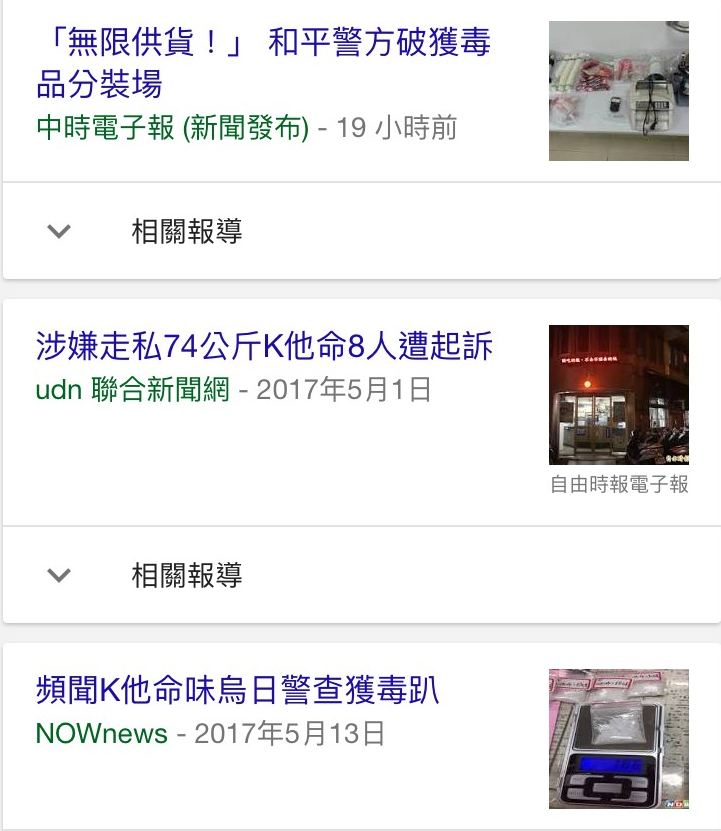 「無限供貨！」 和平警方破獲毒
品分裝場
中時電子報 (新聞發布) - 19 小時前
相關報導
涉嫌走私74公斤K他命8人遭起訴
udn 聯合新聞網 - 2017年5月1日
自由時報電子報
相關報導
頻聞K他命味烏日警查獲毒趴
NOWnews - 2017年5月13日